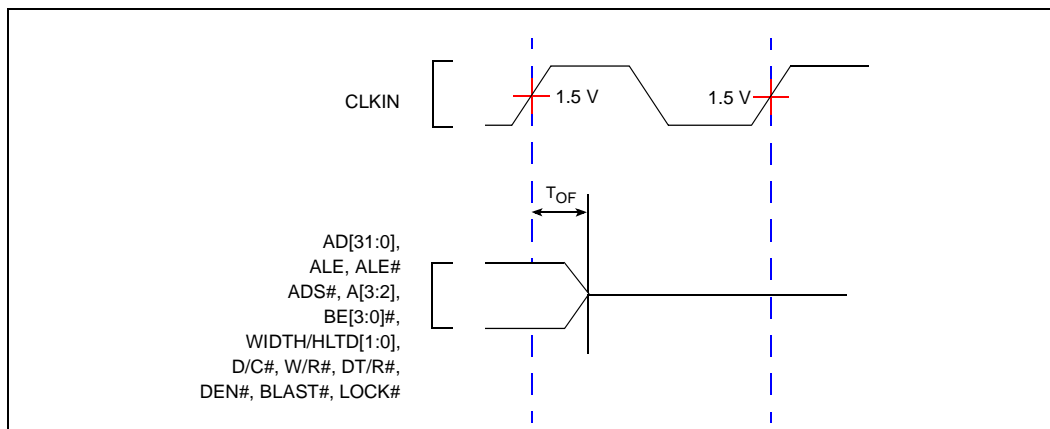 CLKIN
1.5 V
1.5 V
TOF
AD[31:0],
ALE, ALE#
ADS#, A[3:2],
BE[3:0]#,
WIDTH/HLTD[1:0],
D/C#, W/R#, DT/R#,
DEN#, BLAST#, LOCK#